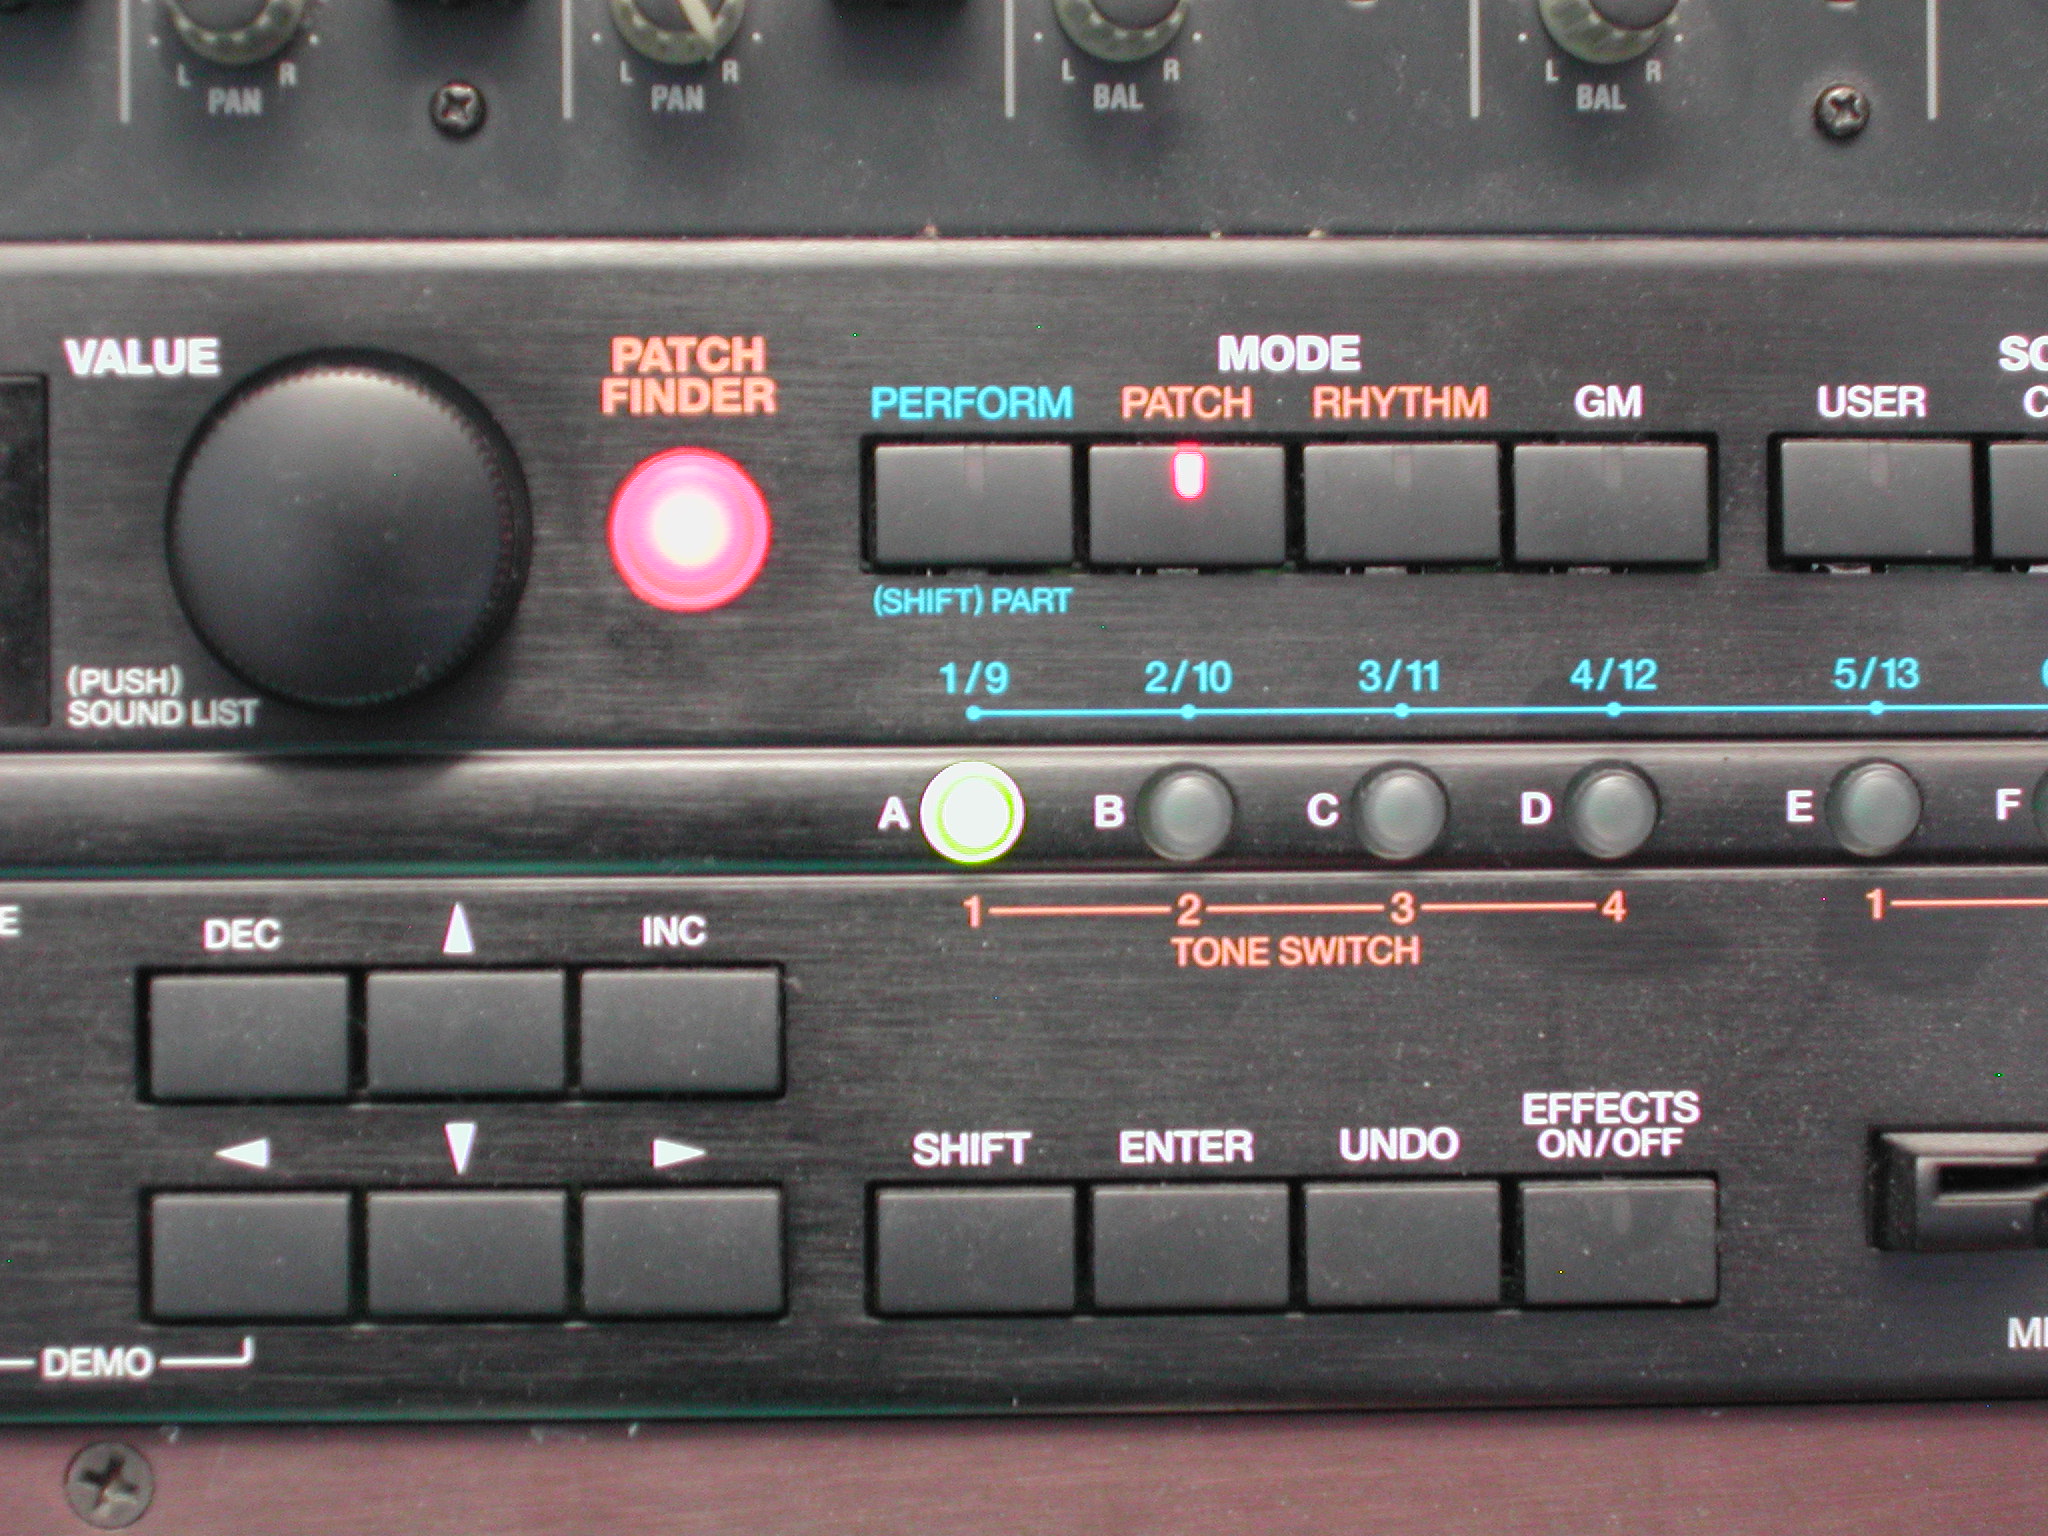 L R L R L R L R
PAN PAN BAL BAL
VALUE
PATCH
FINDER
MODE
PERFORM PATCH RHYTHM GM USER
(SHIFT) PART
(PUSH)
SOUND LIST
1/9 2/10 3/11 4/12 5/13
A B C D E F
1 2 3 4 1
TONE SWITCH
DEC INC
SHIFT ENTER UNDO EFFECTS
ON/OFF
DEMO